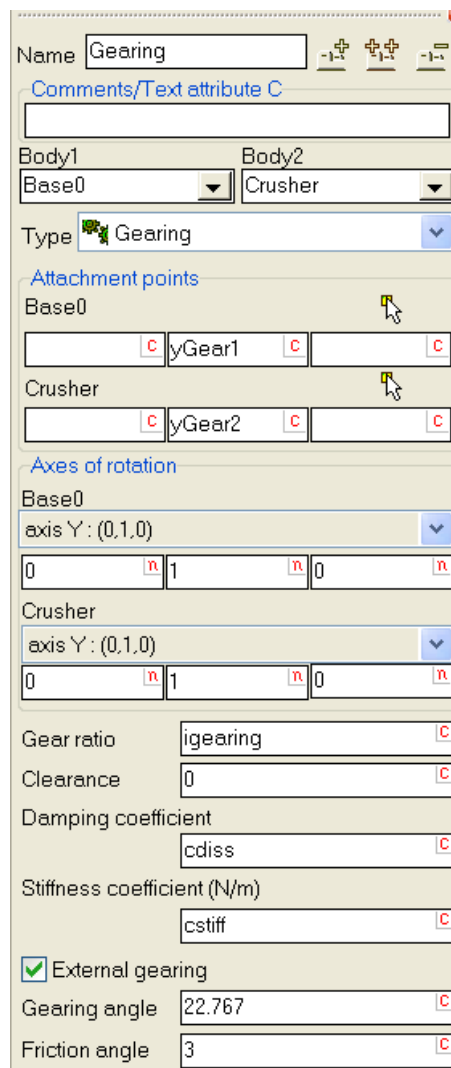 Name Gearing
Comments/Text attribute C
Body1 Body2
Base0 Crusher
Type Gearing
Attachment points
Base0
C yGear1 C C
Crusher
C yGear2 C C
Axes of rotation
Base0
axis Y : (0,1,0)
0 n 1 n 0 n
Crusher
axis Y : (0,1,0)
0 n 1 n 0 n
Gear ratio igearing C
Clearance 0 C
Damping coefficient
cdiss C
Stiffness coefficient (N/m)
cstiff C
External gearing
Gearing angle 22.767 C
Friction angle 3 C